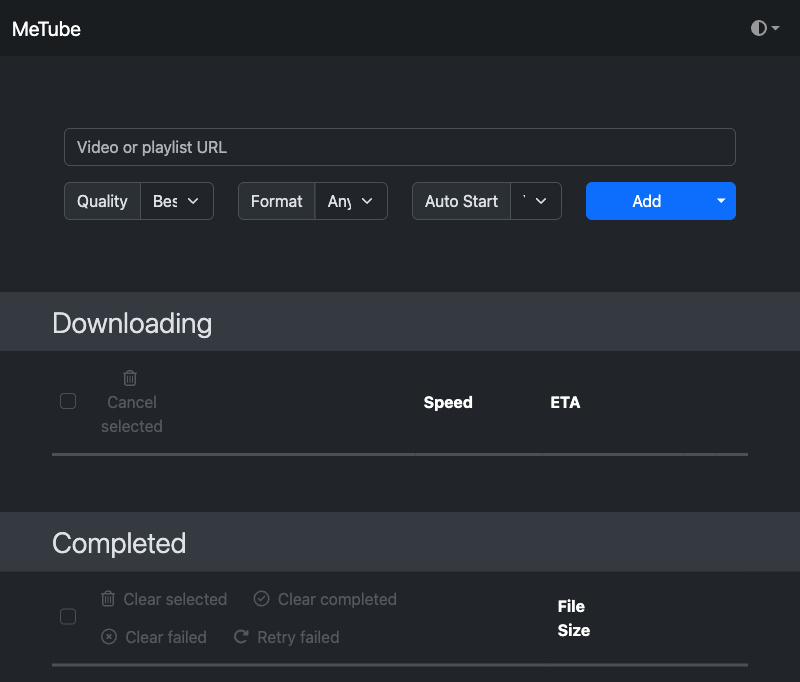 MeTube
Video or playlist URL
Quality Bes Format Any Auto Start Add
Downloading
Cancel
selected
Speed ETA
Completed
Clear selected Clear completed
Clear failed Retry failed
File
Size